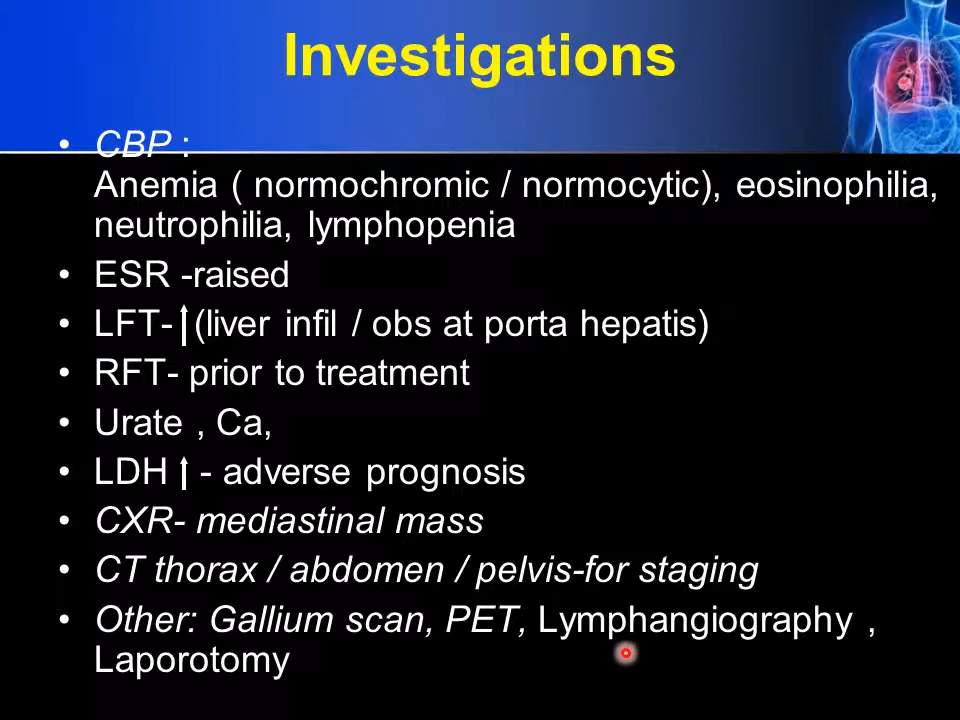 Investigations
• CBP :
Anemia ( normochromic / normocytic), eosinophilia,
neutrophilia, lymphopenia
• ESR -raised
• LFT- (liver infil / obs at porta hepatis)
• RFT- prior to treatment
• Urate , Ca,
• LDH - adverse prognosis
• CXR- mediastinal mass
• CT thorax / abdomen / pelvis-for staging
• Other: Gallium scan, PET, Lymphangiography ,
Laporotomy